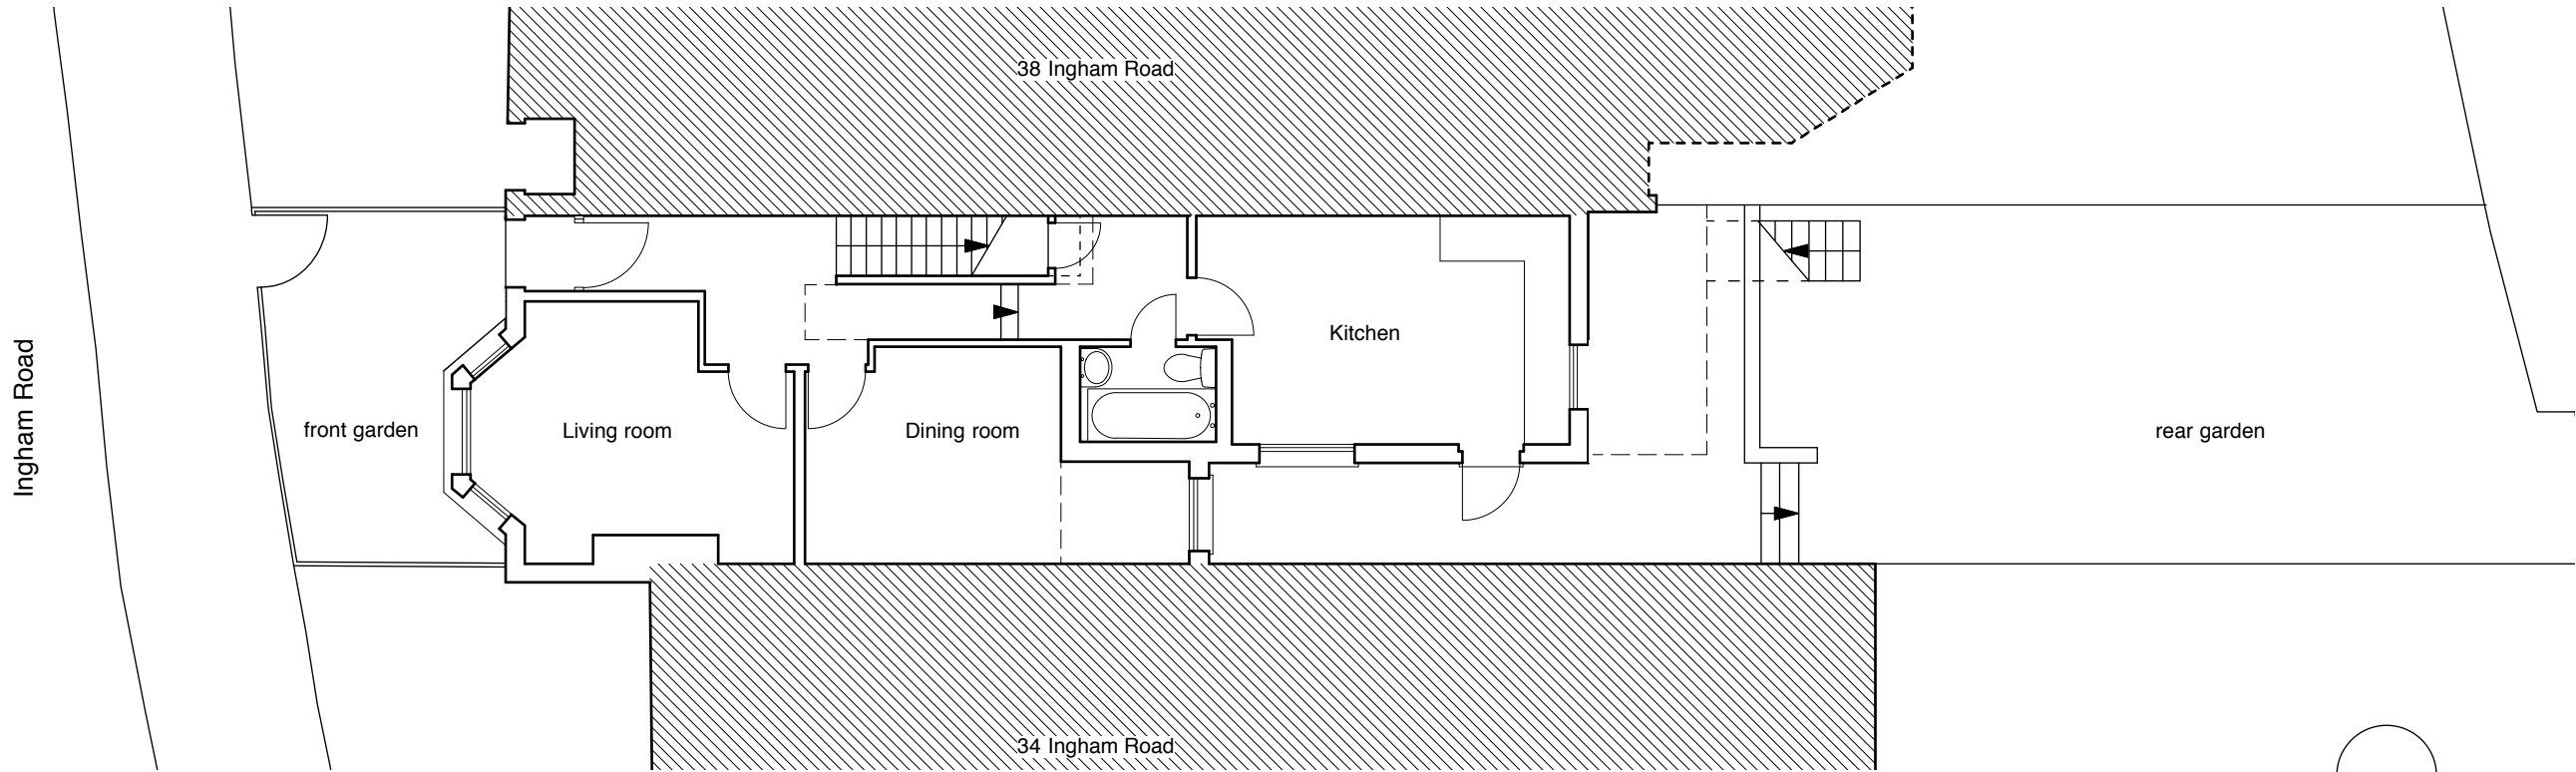 38 Ingham Road
Kitchen
Ingham Road
front garden
Living room
Dining room
rear garden
34 Ingham Road